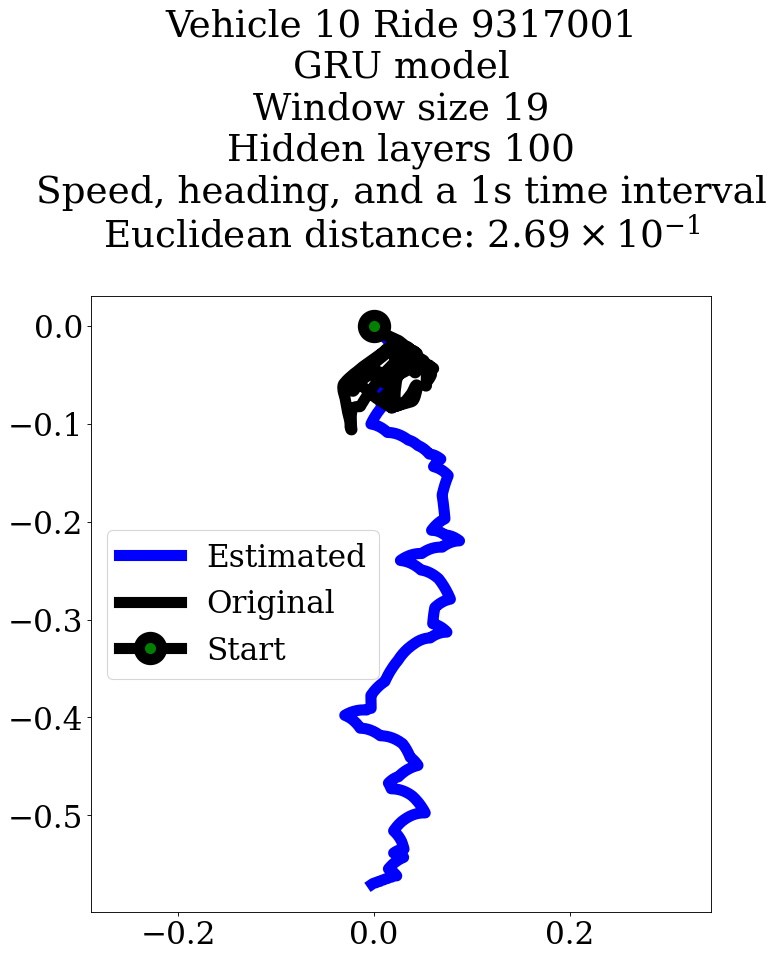 Vehicle 10 Ride 9317001
GRU model
Window size 19
Hidden layers 100
Speed, heading, and a 1s time interval
Euclidean distance: 2.69 × 10⁻¹
0.0
−0.1
−0.2
−0.3
−0.4
−0.5
Estimated
Original
Start
−0.2 0.0 0.2